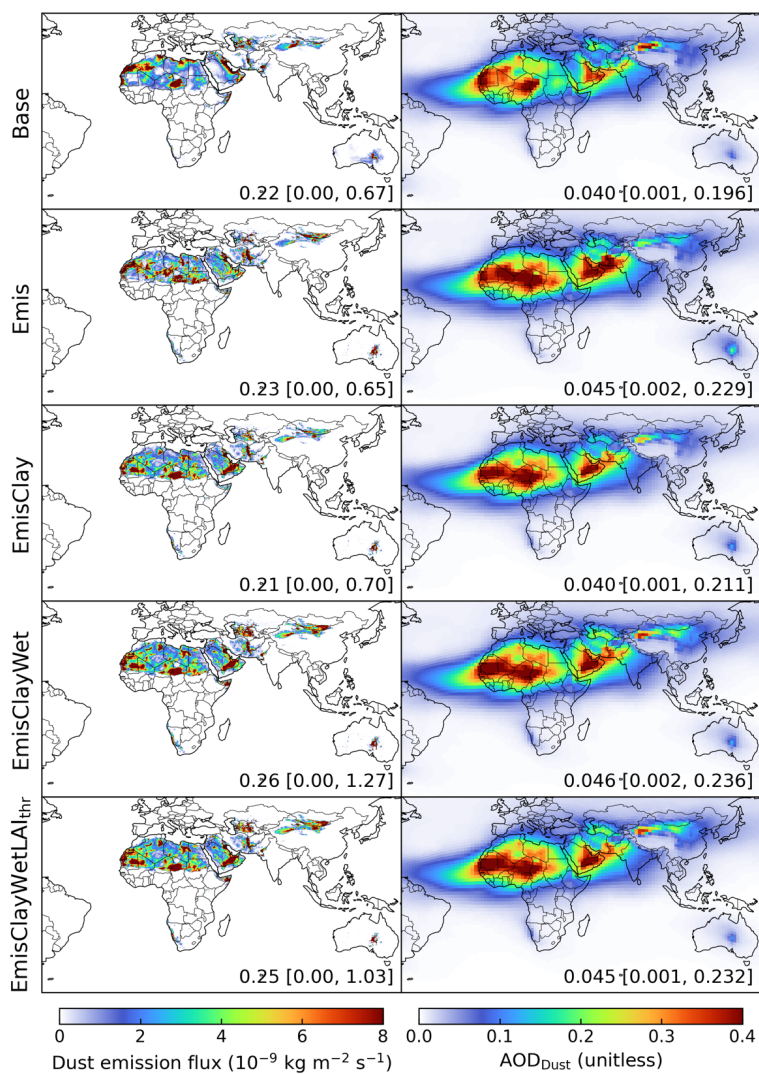 Base
0.22 [0.00, 0.67]
0.040 [0.001, 0.196]
Emis
0.23 [0.00, 0.65]
0.045 [0.002, 0.229]
EmisClay
0.21 [0.00, 0.70]
0.040 [0.001, 0.211]
EmisClayWet
0.26 [0.00, 1.27]
0.046 [0.002, 0.236]
EmisClayWetLAIthr
0.25 [0.00, 1.03]
0.045 [0.001, 0.232]
0 2 4 6 8
0.0 0.1 0.2 0.3 0.4
Dust emission flux (10⁻⁹ kg m⁻² s⁻¹)
AOD_Dust (unitless)